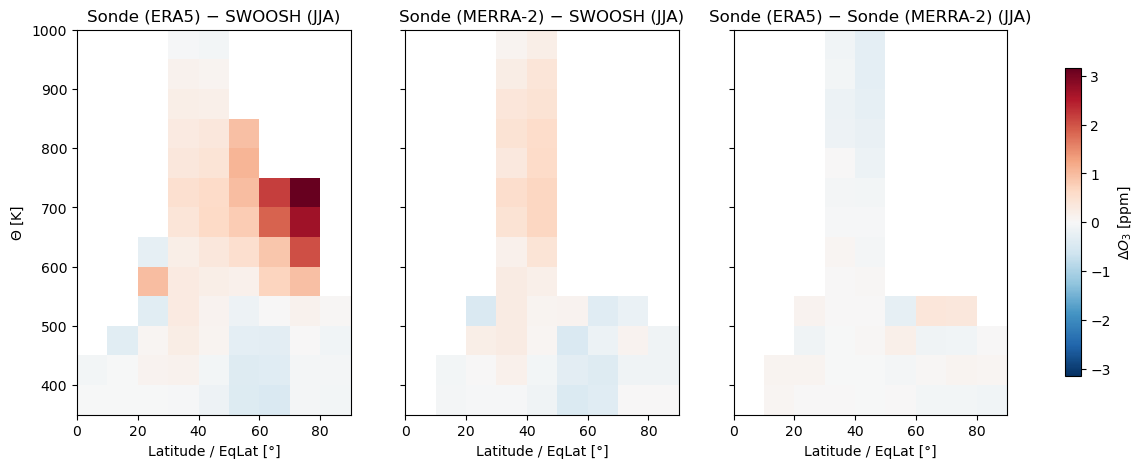 Sonde (ERA5) − SWOOSH (JJA)
Sonde (MERRA-2) − SWOOSH (JJA)
Sonde (ERA5) − Sonde (MERRA-2) (JJA)
Θ [K]
1000
900
800
700
600
500
400
0 20 40 60 80
Latitude / EqLat [°]
0 20 40 60 80
Latitude / EqLat [°]
0 20 40 60 80
Latitude / EqLat [°]
3
2
1
0
−1
−2
−3
ΔO₃ [ppm]